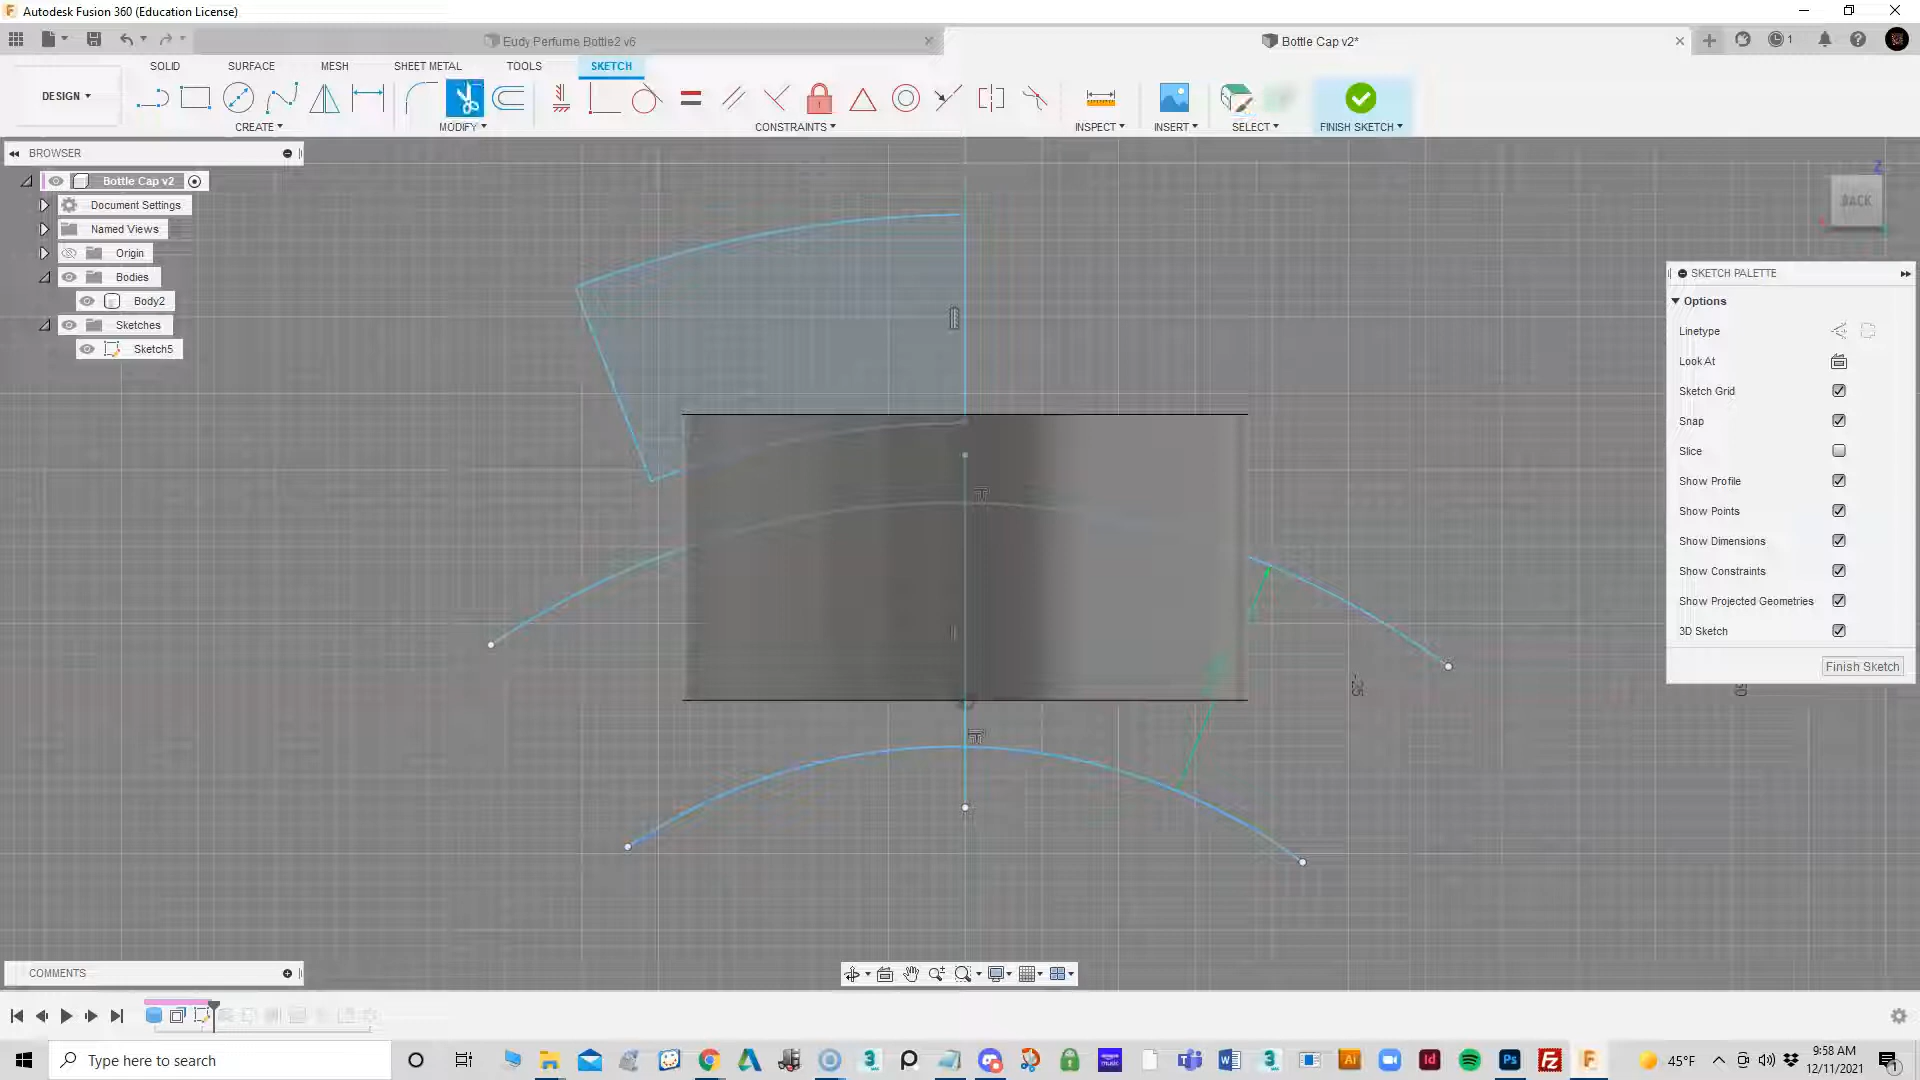 Autodesk Fusion 360 (Education License)
Eudy Perfume Bottle2 v6
Bottle Cap v2*
1
DESIGN
SOLID
SURFACE
MESH
SHEET METAL
TOOLS
SKETCH
CREATE
MODIFY
CONSTRAINTS
INSPECT
INSERT
SELECT
FINISH SKETCH
BROWSER
Bottle Cap v2
Document Settings
Named Views
Origin
Bodies
Body2
Sketches
Sketch5
Z
BACK
SKETCH PALETTE
Options
Linetype
Look At
Sketch Grid
Snap
Slice
Show Profile
Show Points
Show Dimensions
Show Constraints
Show Projected Geometries
3D Sketch
Finish Sketch
-25
COMMENTS
Type here to search
45°F
9:58 AM
12/11/2021